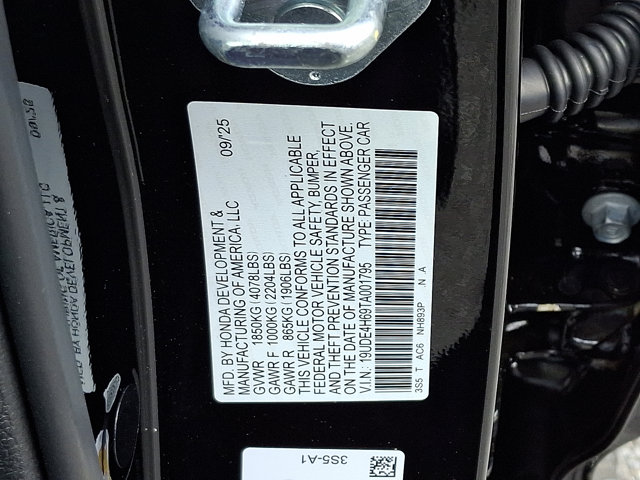 09/25
MFD. BY HONDA DEVELOPMENT &
MANUFACTURING OF AMERICA, LLC
GVWR 1850KG (4078LBS)
GAWR F 1000KG (2204LBS)
GAWR R 865KG (1906LBS)
THIS VEHICLE CONFORMS TO ALL APPLICABLE
FEDERAL MOTOR VEHICLE SAFETY, BUMPER,
AND THEFT PREVENTION STANDARDS IN EFFECT
ON THE DATE OF MANUFACTURE SHOWN ABOVE.
V.I.N.: 19UDE4H69TA001796 TYPE: PASSENGER CAR
3S5 T AC6 NH893P N A
3S5-A1